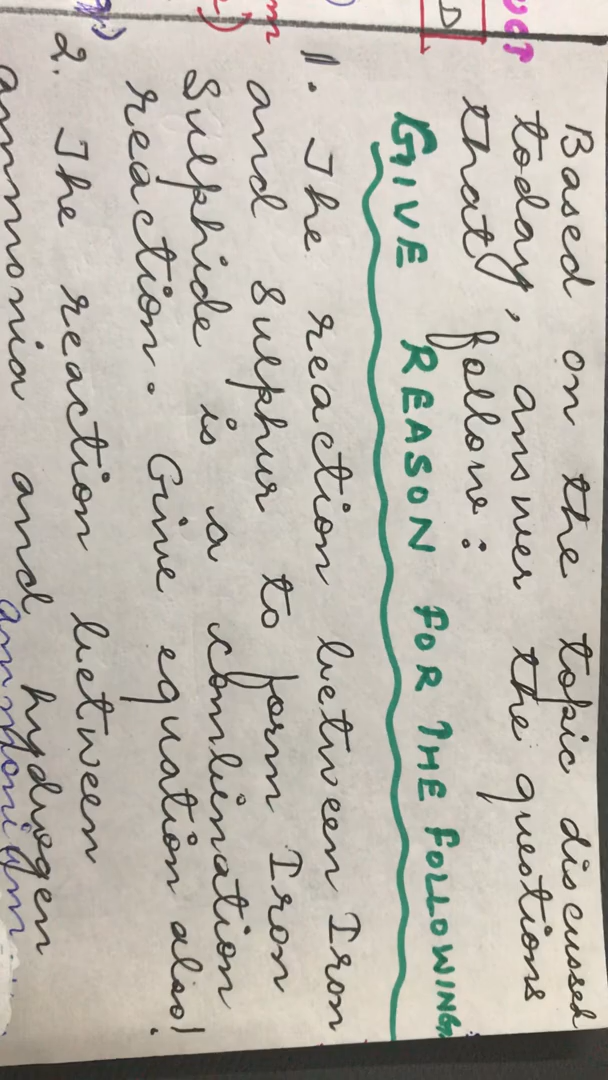 Based on the topic discussed
today, answer the questions
that follow:
GIVE REASON FOR THE FOLLOWING
1. The reaction between Iron
and Sulphur to form Iron
Sulphide is a combination
reaction. Give equation also!
2. The reaction between
ammonia and hydrogen
ammonium